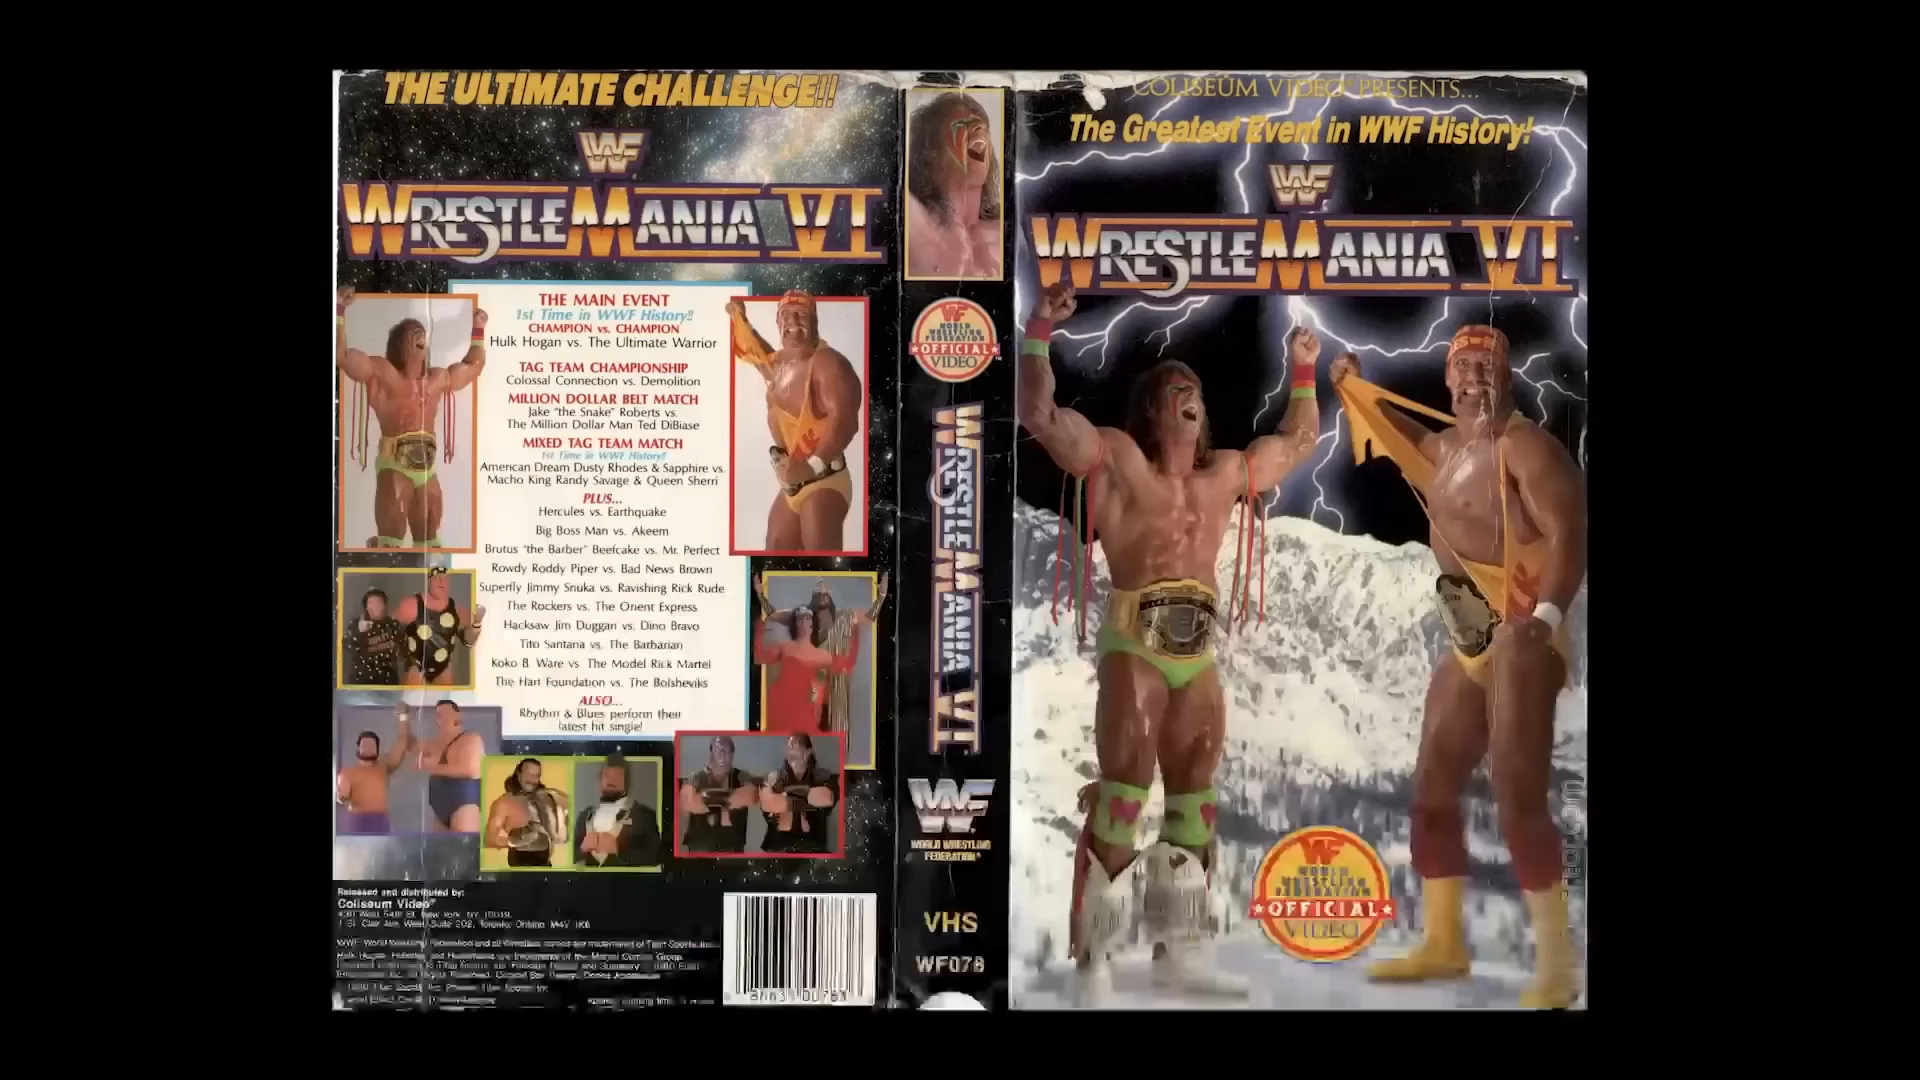 THE ULTIMATE CHALLENGE!!
WF
WRESTLEMANIA VI
THE MAIN EVENT
1st Time in WWF History!!
CHAMPION vs. CHAMPION
Hulk Hogan vs. The Ultimate Warrior
TAG TEAM CHAMPIONSHIP
Colossal Connection vs. Demolition
MILLION DOLLAR BELT MATCH
Jake "the Snake" Roberts vs.
The Million Dollar Man Ted DiBiase
MIXED TAG TEAM MATCH
1st Time in WWF History!!
American Dream Dusty Rhodes & Sapphire vs.
Macho King Randy Savage & Queen Sherri
PLUS...
Hercules vs. Earthquake
Big Boss Man vs. Akeem
Brutus "the Barber" Beefcake vs. Mr. Perfect
Rowdy Roddy Piper vs. Bad News Brown
Superfly Jimmy Snuka vs. Ravishing Rick Rude
The Rockers vs. The Orient Express
Hacksaw Jim Duggan vs. Dino Bravo
Tito Santana vs. The Barbarian
Koko B. Ware vs The Model Rick Martel
The Hart Foundation vs. The Bolsheviks
ALSO...
Rhythm & Blues perform their
latest hit single!
Released and distributed by:
Coliseum Video®
WF
WORLD
WRESTLING
FEDERATION
OFFICIAL
VIDEO
WRESTLEMANIA VI
WF
WORLD WRESTLING
FEDERATION®
VHS
WF078
COLISEUM VIDEO® PRESENTS...
The Greatest Event in WWF History!
WF
WRESTLEMANIA VI
WF
WORLD
WRESTLING
FEDERATION
OFFICIAL
VIDEO